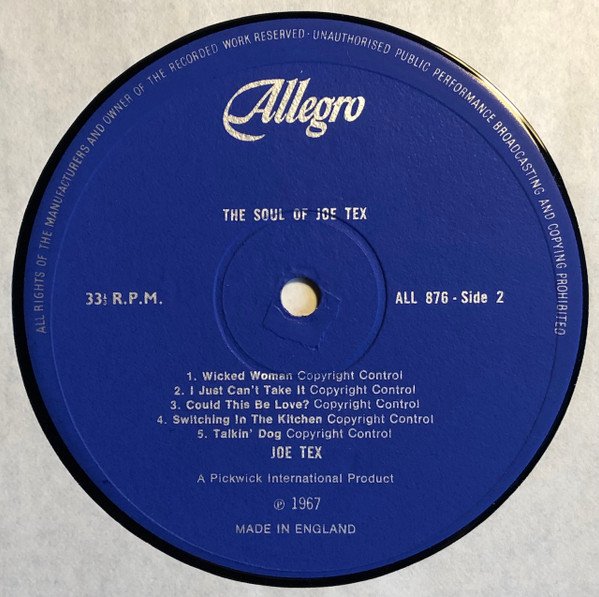 ALL RIGHTS OF THE MANUFACTURERS AND OWNER OF THE RECORDED WORK RESERVED · UNAUTHORISED PUBLIC PERFORMANCE BROADCASTING AND COPYING PROHIBITED
Allegro
THE SOUL OF JOE TEX
33⅓ R.P.M.
ALL 876 - Side 2
1. Wicked Woman Copyright Control
2. I Just Can't Take It Copyright Control
3. Could This Be Love? Copyright Control
4. Switching In The Kitchen Copyright Control
5. Talkin' Dog Copyright Control
JOE TEX
A Pickwick International Product
℗ 1967
MADE IN ENGLAND